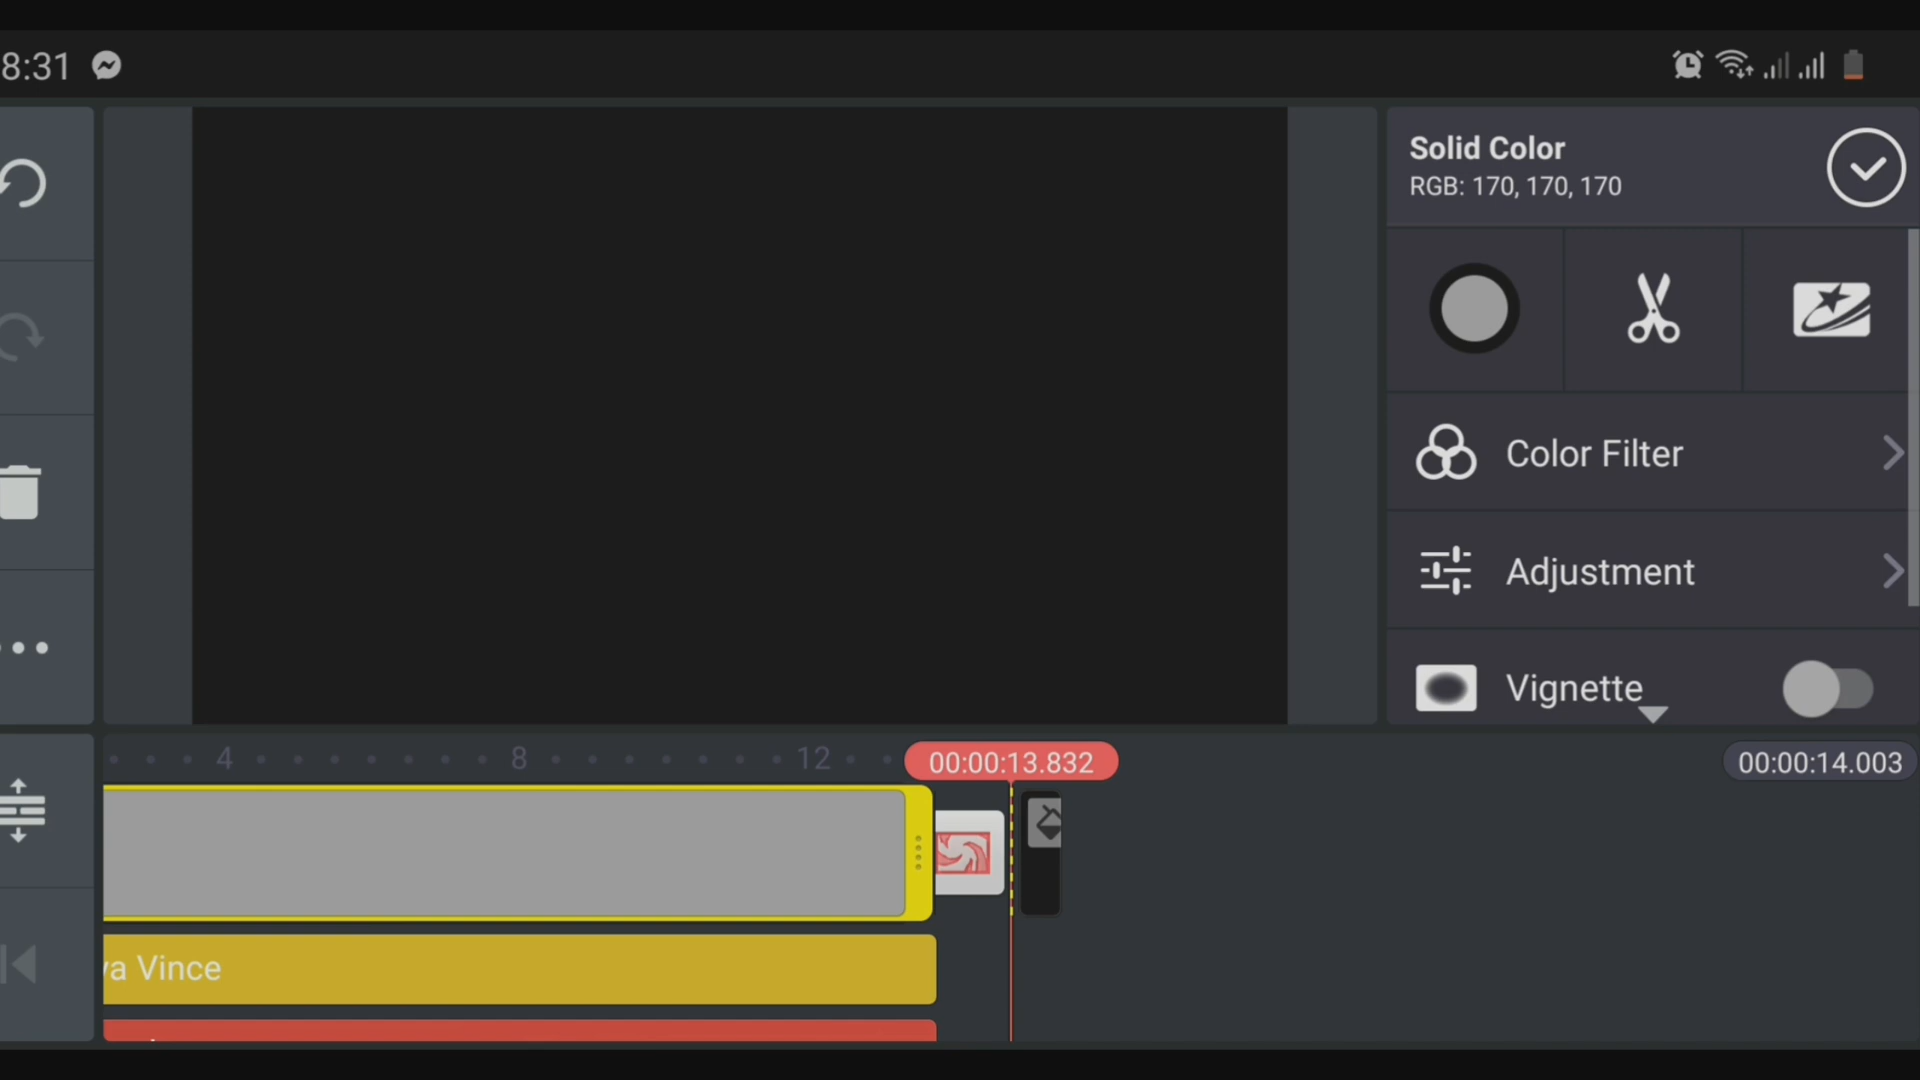 8:31
Solid Color
RGB: 170, 170, 170
Color Filter
Adjustment
Vignette
4 8 12
00:00:13.832
00:00:14.003
Vince